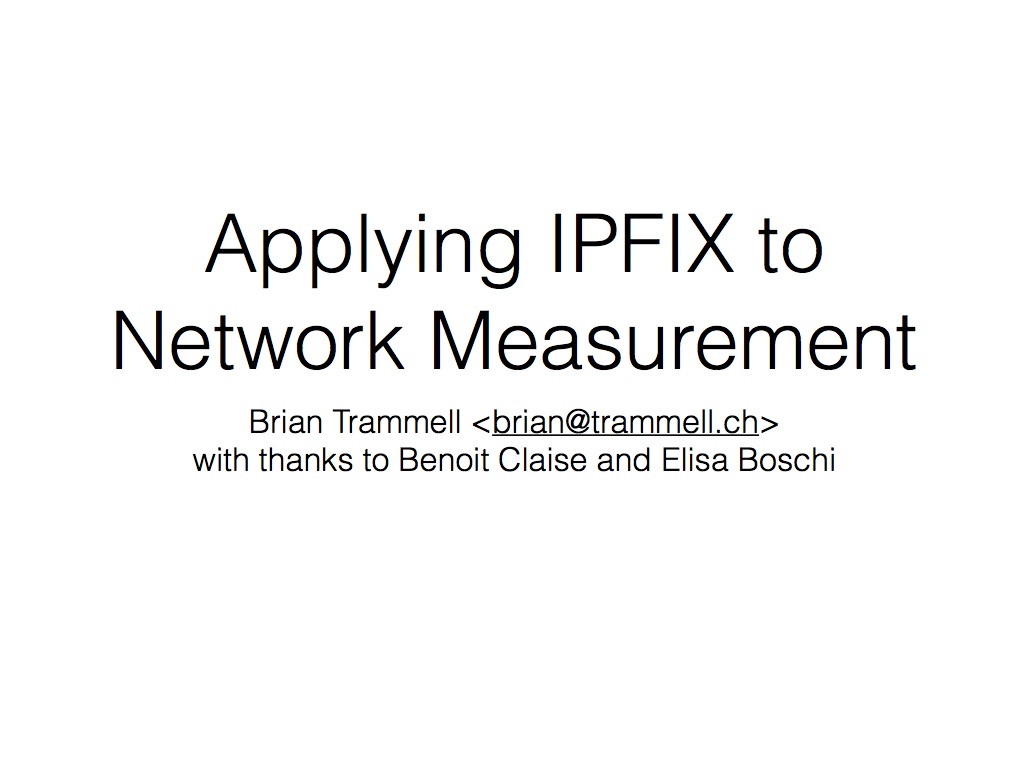 Applying IPFIX to
Network Measurement
Brian Trammell <brian@trammell.ch>
with thanks to Benoit Claise and Elisa Boschi